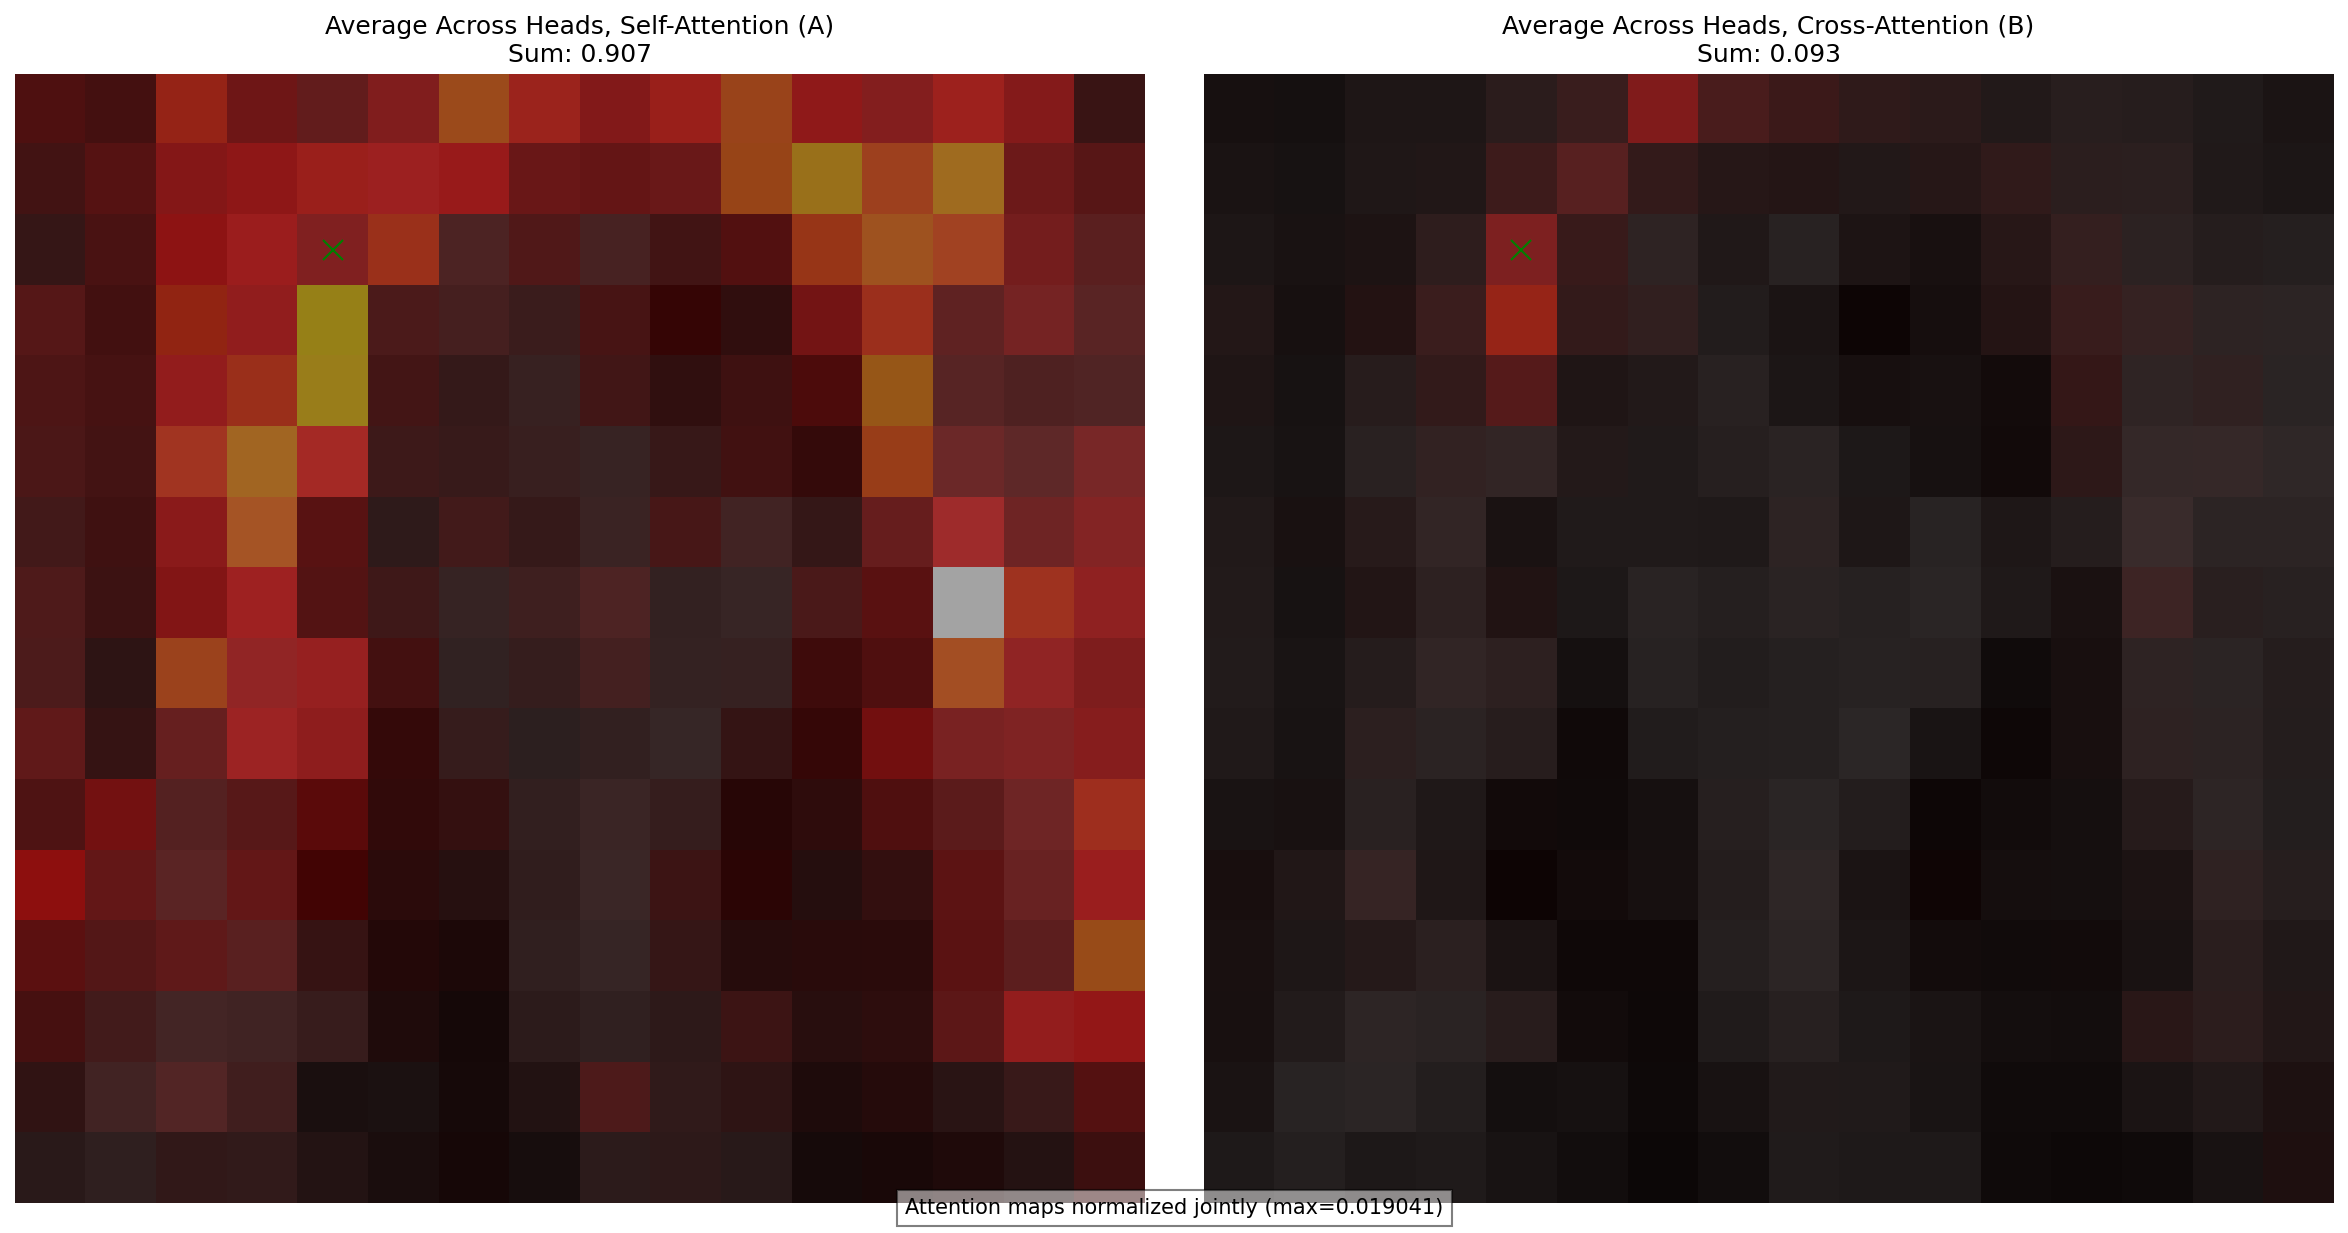 Average Across Heads, Self-Attention (A)
Sum: 0.907
Average Across Heads, Cross-Attention (B)
Sum: 0.093
Attention maps normalized jointly (max=0.019041)